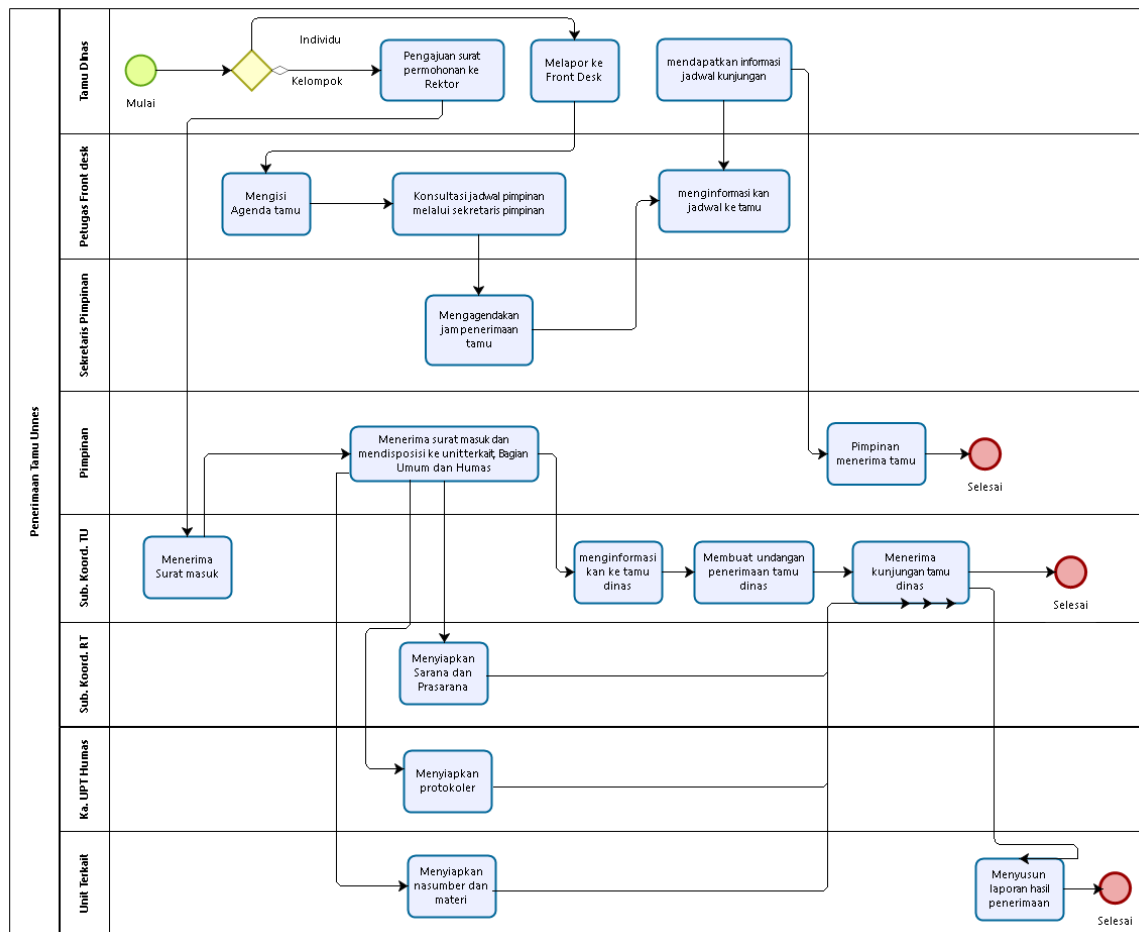 Penerimaan Tamu Unnes
Tamu Dinas
Mulai
Individu
Kelompok
Pengajuan surat
permohonan ke
Rektor
Melapor ke
Front Desk
mendapatkan informasi
jadwal kunjungan
Petugas Front desk
Mengisi
Agenda tamu
Konsultasi jadwal pimpinan
melalui sekretaris pimpinan
menginformasi kan
jadwal ke tamu
Sekretaris Pimpinan
Mengagendakan
jam penerimaan
tamu
Pimpinan
Menerima surat masuk dan
mendisposisi ke unitterkait, Bagian
Umum dan Humas
Pimpinan
menerima tamu
Selesai
Sub. Koord. TU
Menerima
Surat masuk
menginformasi
kan ke tamu
dinas
Membuat undangan
penerimaan tamu
dinas
Menerima
kunjungan tamu
dinas
Selesai
Sub. Koord. RT
Menyiapkan
Sarana dan
Prasarana
Ka. UPT Humas
Menyiapkan
protokoler
Unit Terkait
Menyiapkan
nasumber dan
materi
Menyusun
laporan hasil
penerimaan
Selesai